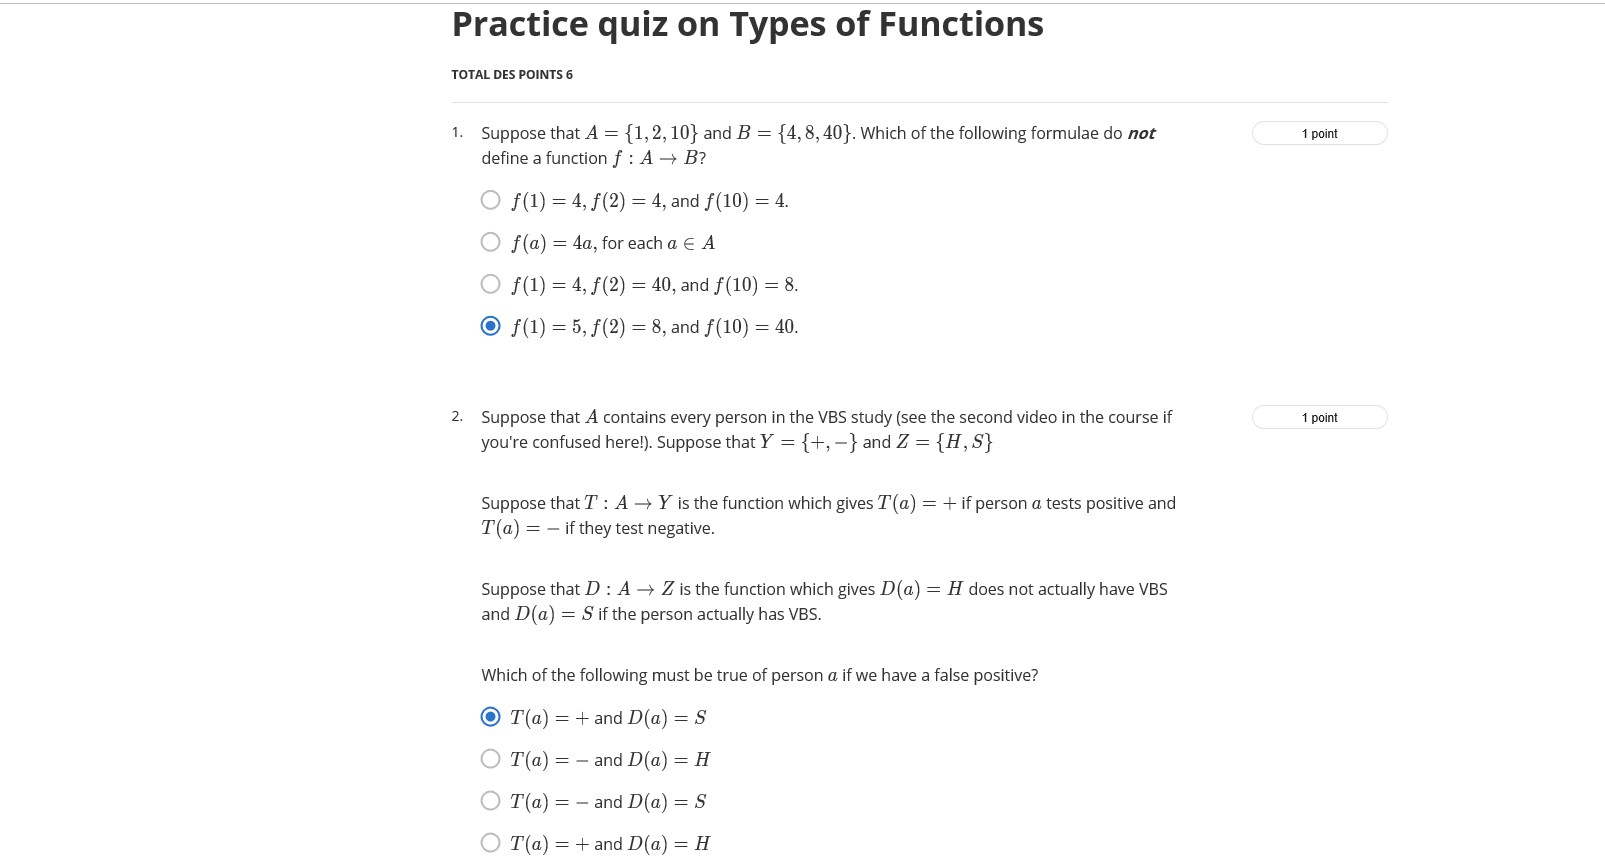 Practice quiz on Types of Functions
TOTAL DES POINTS 6
1. Suppose that A = {1, 2, 10} and B = {4, 8, 40}. Which of the following formulae do not
define a function f : A → B?
1 point
f(1) = 4, f(2) = 4, and f(10) = 4.
f(a) = 4a, for each a ∈ A
f(1) = 4, f(2) = 40, and f(10) = 8.
f(1) = 5, f(2) = 8, and f(10) = 40.
2. Suppose that A contains every person in the VBS study (see the second video in the course if
you're confused here!). Suppose that Y = {+, −} and Z = {H, S}
1 point
Suppose that T : A → Y is the function which gives T(a) = + if person a tests positive and
T(a) = − if they test negative.
Suppose that D : A → Z is the function which gives D(a) = H does not actually have VBS
and D(a) = S if the person actually has VBS.
Which of the following must be true of person a if we have a false positive?
T(a) = + and D(a) = S
T(a) = − and D(a) = H
T(a) = − and D(a) = S
T(a) = + and D(a) = H